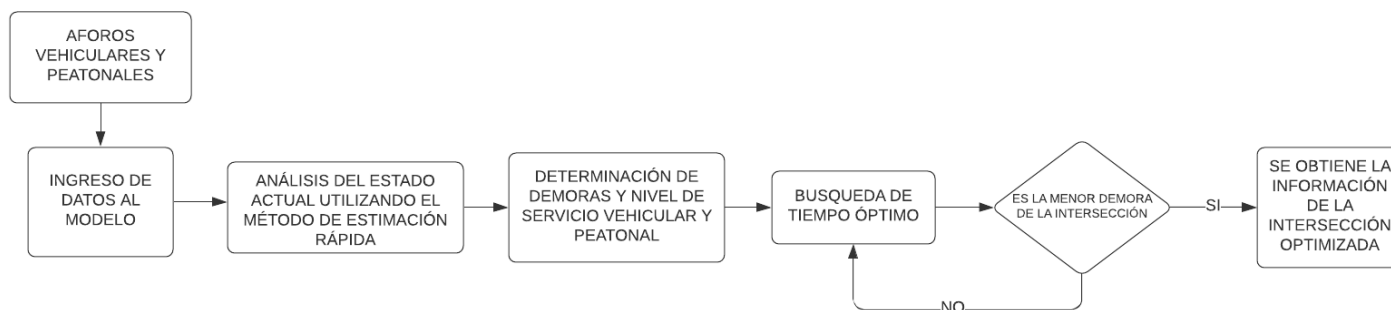 AFOROS
VEHICULARES Y
PEATONALES
INGRESO DE
DATOS AL
MODELO
ANÁLISIS DEL ESTADO
ACTUAL UTILIZANDO EL
MÉTODO DE ESTIMACIÓN
RÁPIDA
DETERMINACIÓN DE
DEMORAS Y NIVEL DE
SERVICIO VEHICULAR Y
PEATONAL
BUSQUEDA DE
TIEMPO ÓPTIMO
ES LA MENOR DEMORA
DE LA INTERSECCIÓN
SI
NO
SE OBTIENE LA
INFORMACIÓN
DE LA
INTERSECCIÓN
OPTIMIZADA